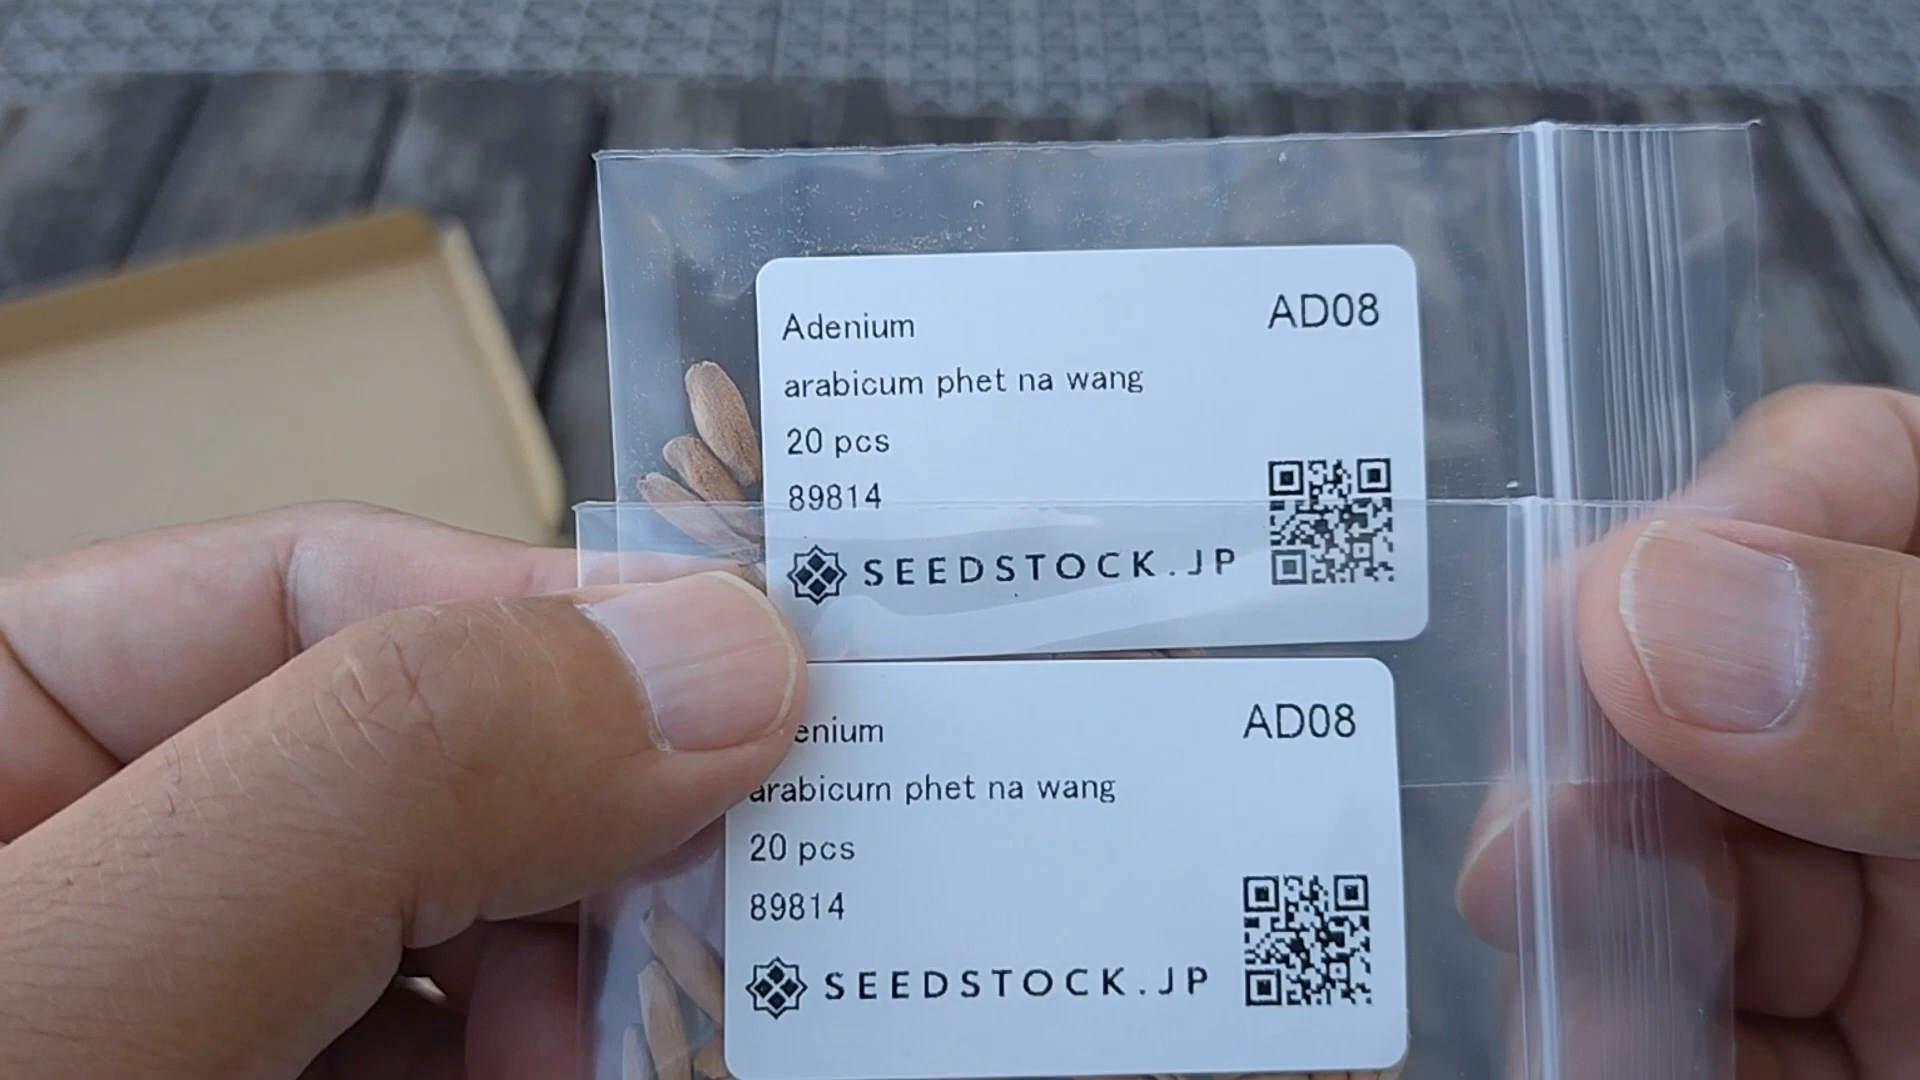 Adenium
AD08
arabicum phet na wang
20 pcs
89814
SEEDSTOCK.JP
enium
AD08
arabicum phet na wang
20 pcs
89814
SEEDSTOCK.JP